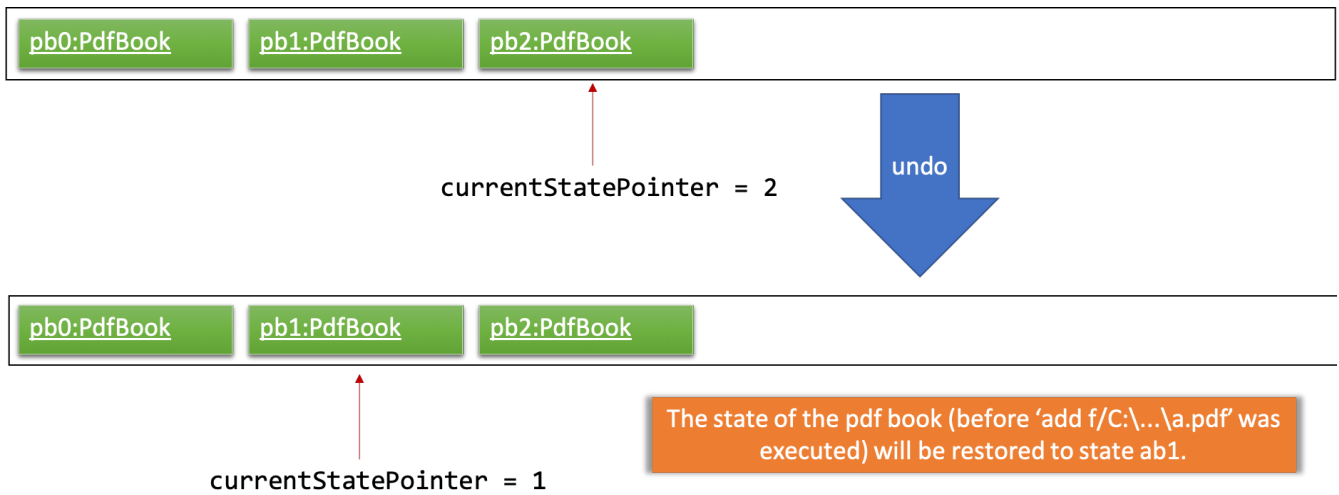 pb0:PdfBook pb1:PdfBook pb2:PdfBook
undo
currentStatePointer = 2
pb0:PdfBook pb1:PdfBook pb2:PdfBook
The state of the pdf book (before ‘add f/C:\...\a.pdf’ was
executed) will be restored to state ab1.
currentStatePointer = 1